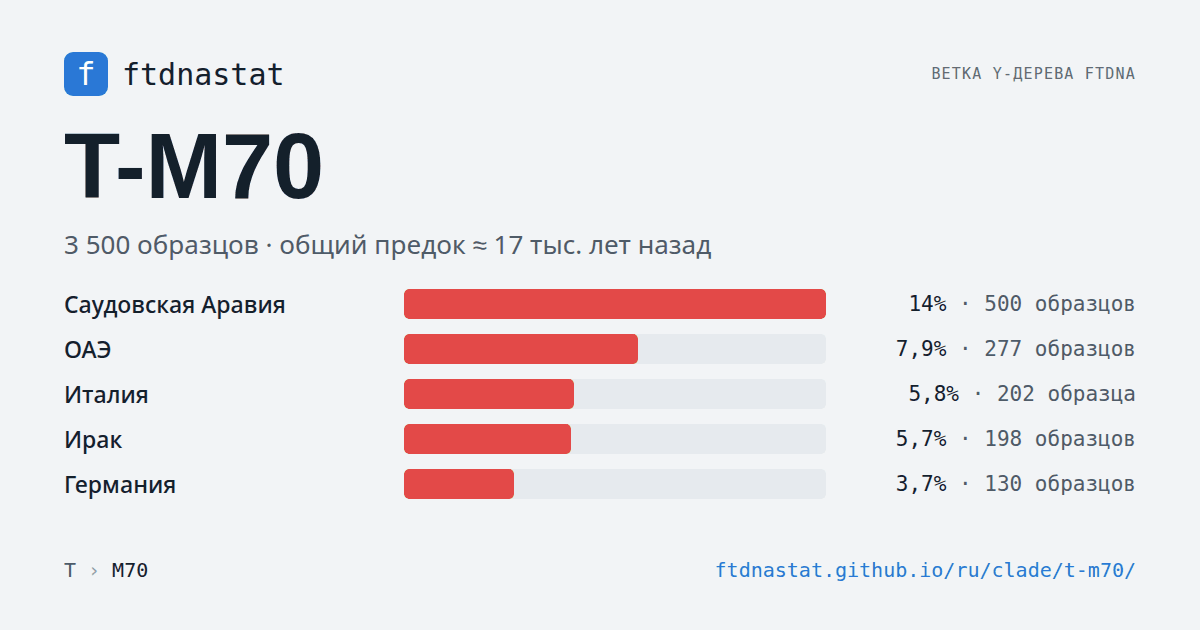 f ftdnastat
ВЕТКА Y-ДЕРЕВА FTDNA
T-M70
3 500 образцов · общий предок ≈ 17 тыс. лет назад
Саудовская Аравия 14% · 500 образцов
ОАЭ 7,9% · 277 образцов
Италия 5,8% · 202 образца
Ирак 5,7% · 198 образцов
Германия 3,7% · 130 образцов
T › M70
ftdnastat.github.io/ru/clade/t-m70/